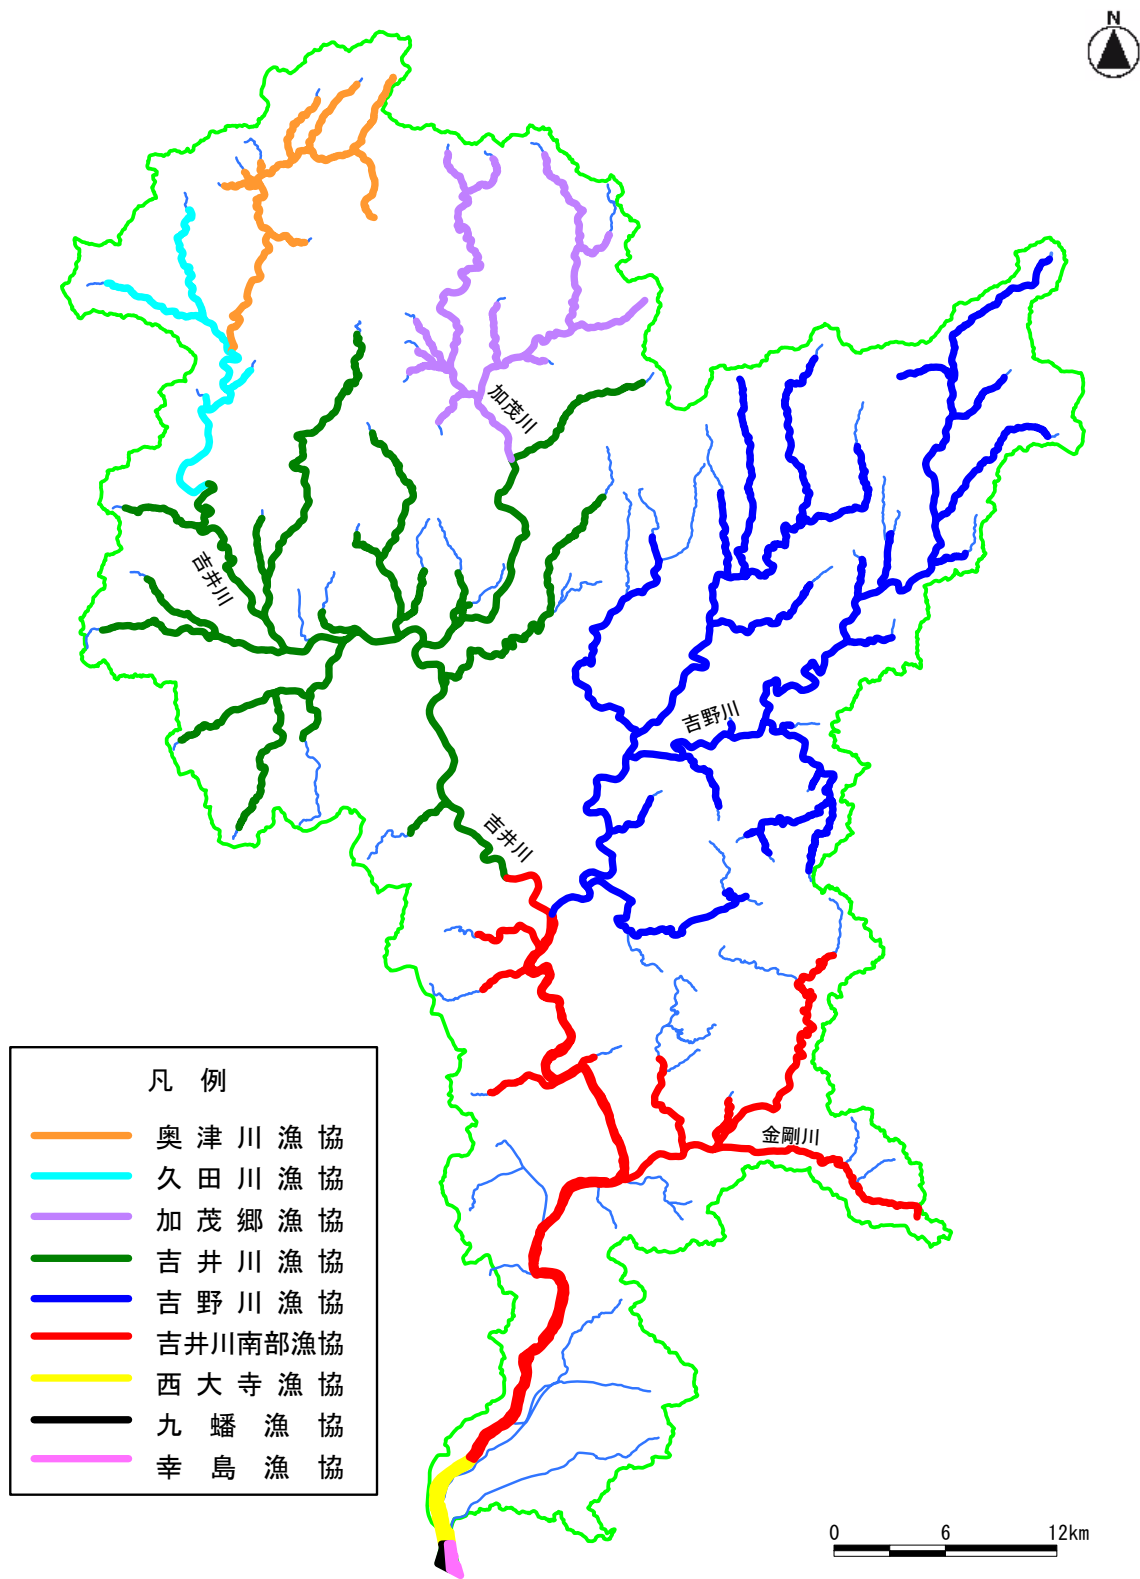 N
加茂川
吉井川
吉野川
吉井川
金剛川
凡 例
奥 津 川 漁 協
久 田 川 漁 協
加 茂 郷 漁 協
吉 井 川 漁 協
吉 野 川 漁 協
吉井川南部漁協
西 大 寺 漁 協
九 蟠 漁 協
幸 島 漁 協
0 6 12km